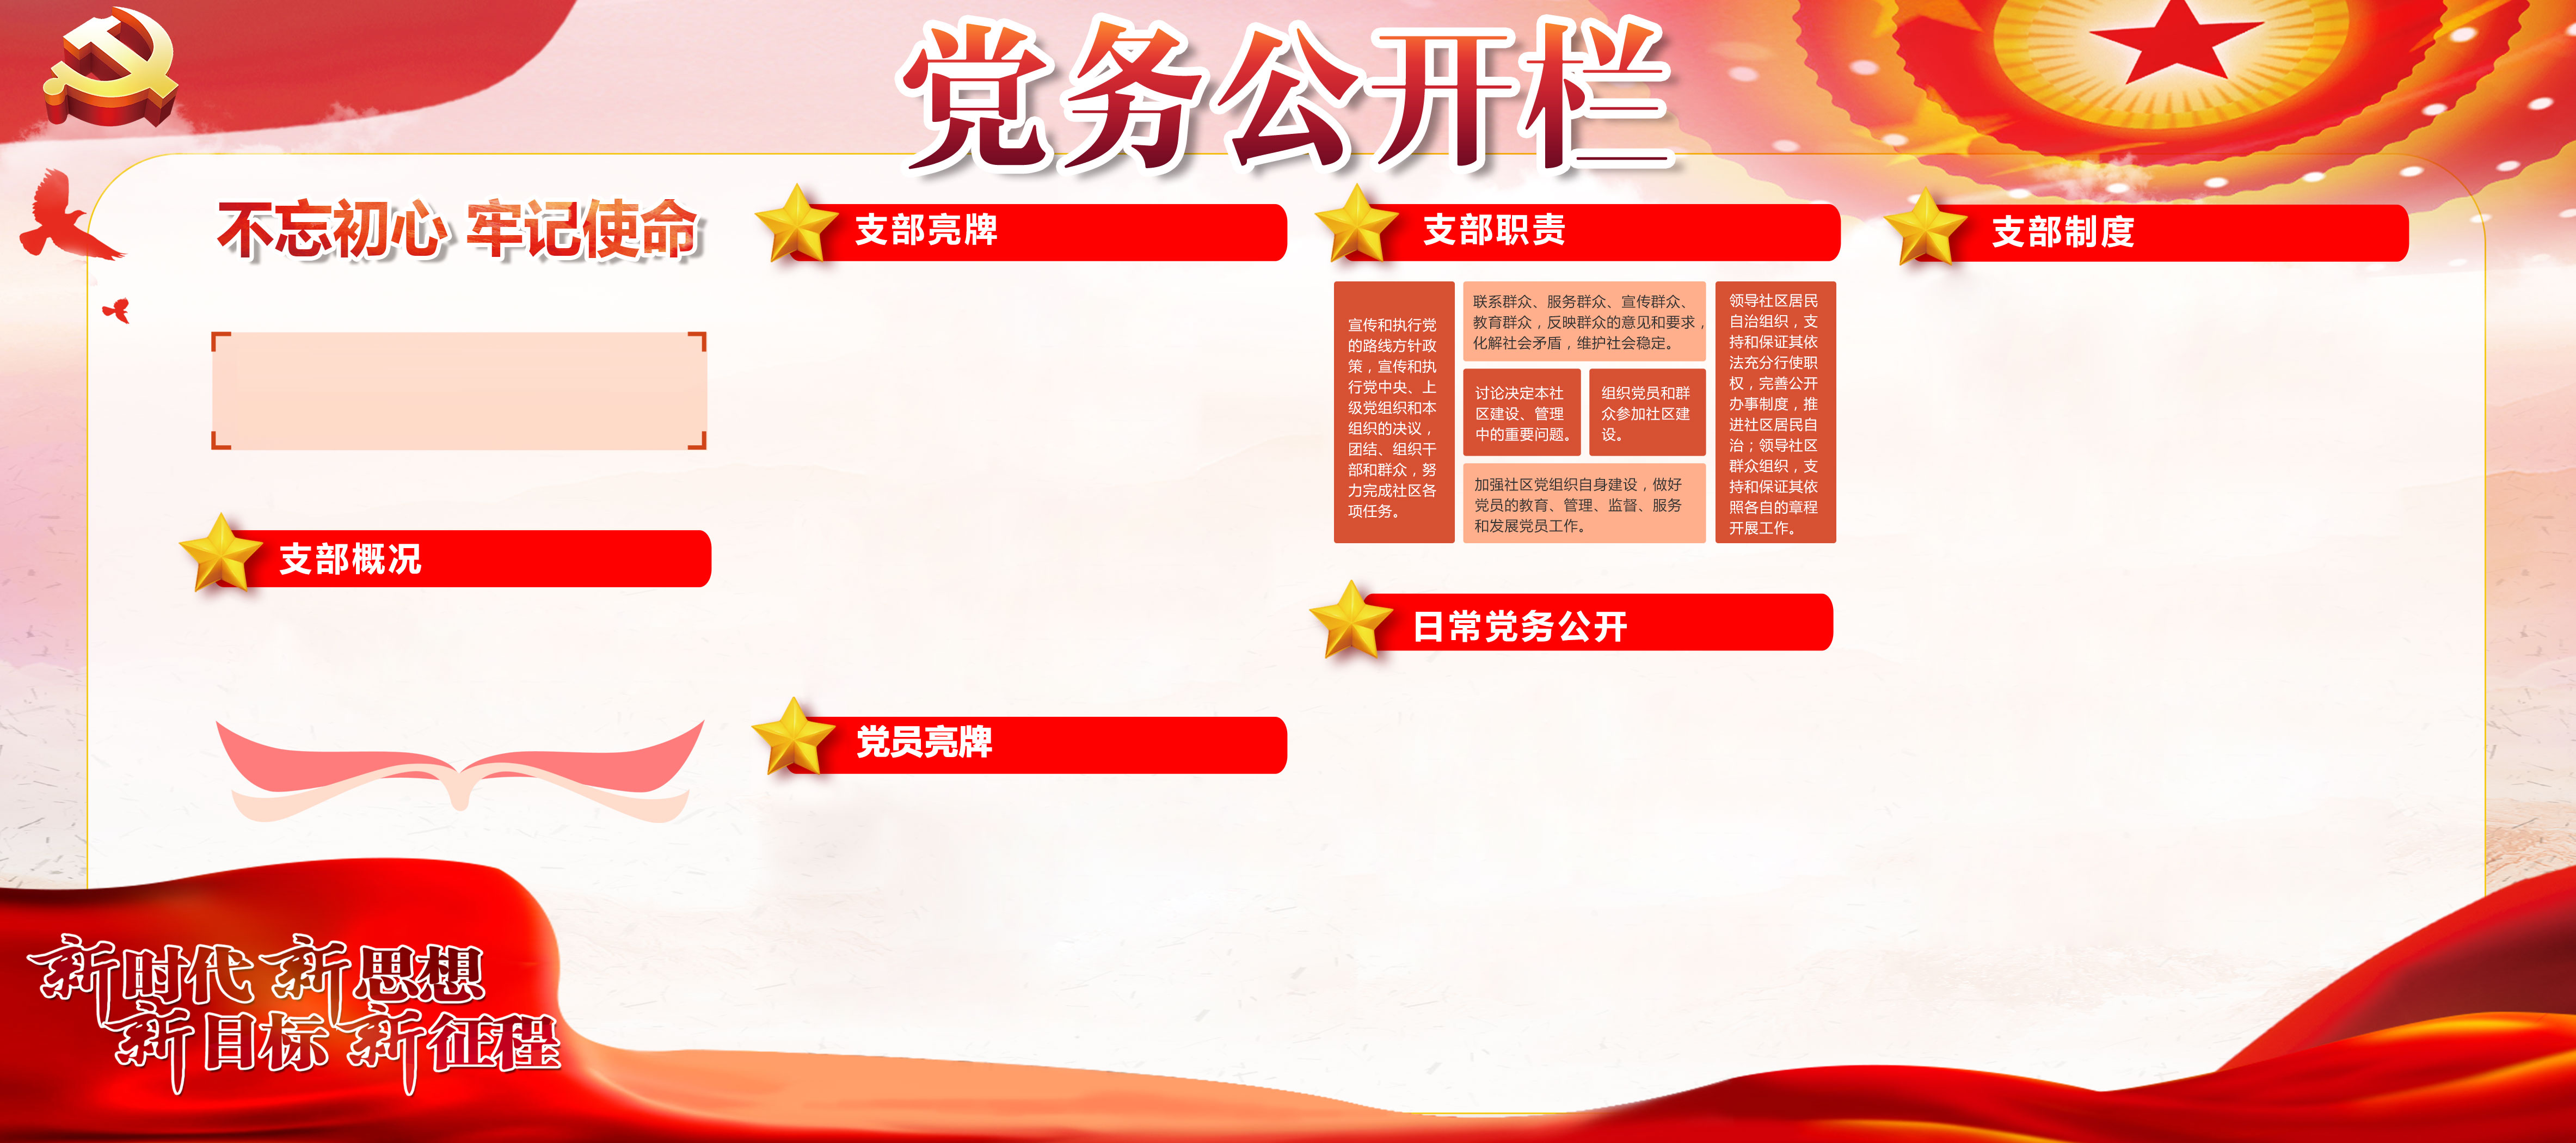 党务公开栏
不忘初心 牢记使命
支部概况
新时代 新思想
新目标 新征程
支部亮牌
党员亮牌
支部职责
宣传和执行党
的路线方针政
策，宣传和执
行党中央、上
级党组织和本
组织的决议，
团结、组织干
部和群众，努
力完成社区各
项任务。
联系群众、服务群众、宣传群众、
教育群众，反映群众的意见和要求，
化解社会矛盾，维护社会稳定。
讨论决定本社
区建设、管理
中的重要问题。
组织党员和群
众参加社区建
设。
加强社区党组织自身建设，做好
党员的教育、管理、监督、服务
和发展党员工作。
领导社区居民
自治组织，支
持和保证其依
法充分行使职
权，完善公开
办事制度，推
进社区居民自
治；领导社区
群众组织，支
持和保证其依
照各自的章程
开展工作。
日常党务公开
支部制度